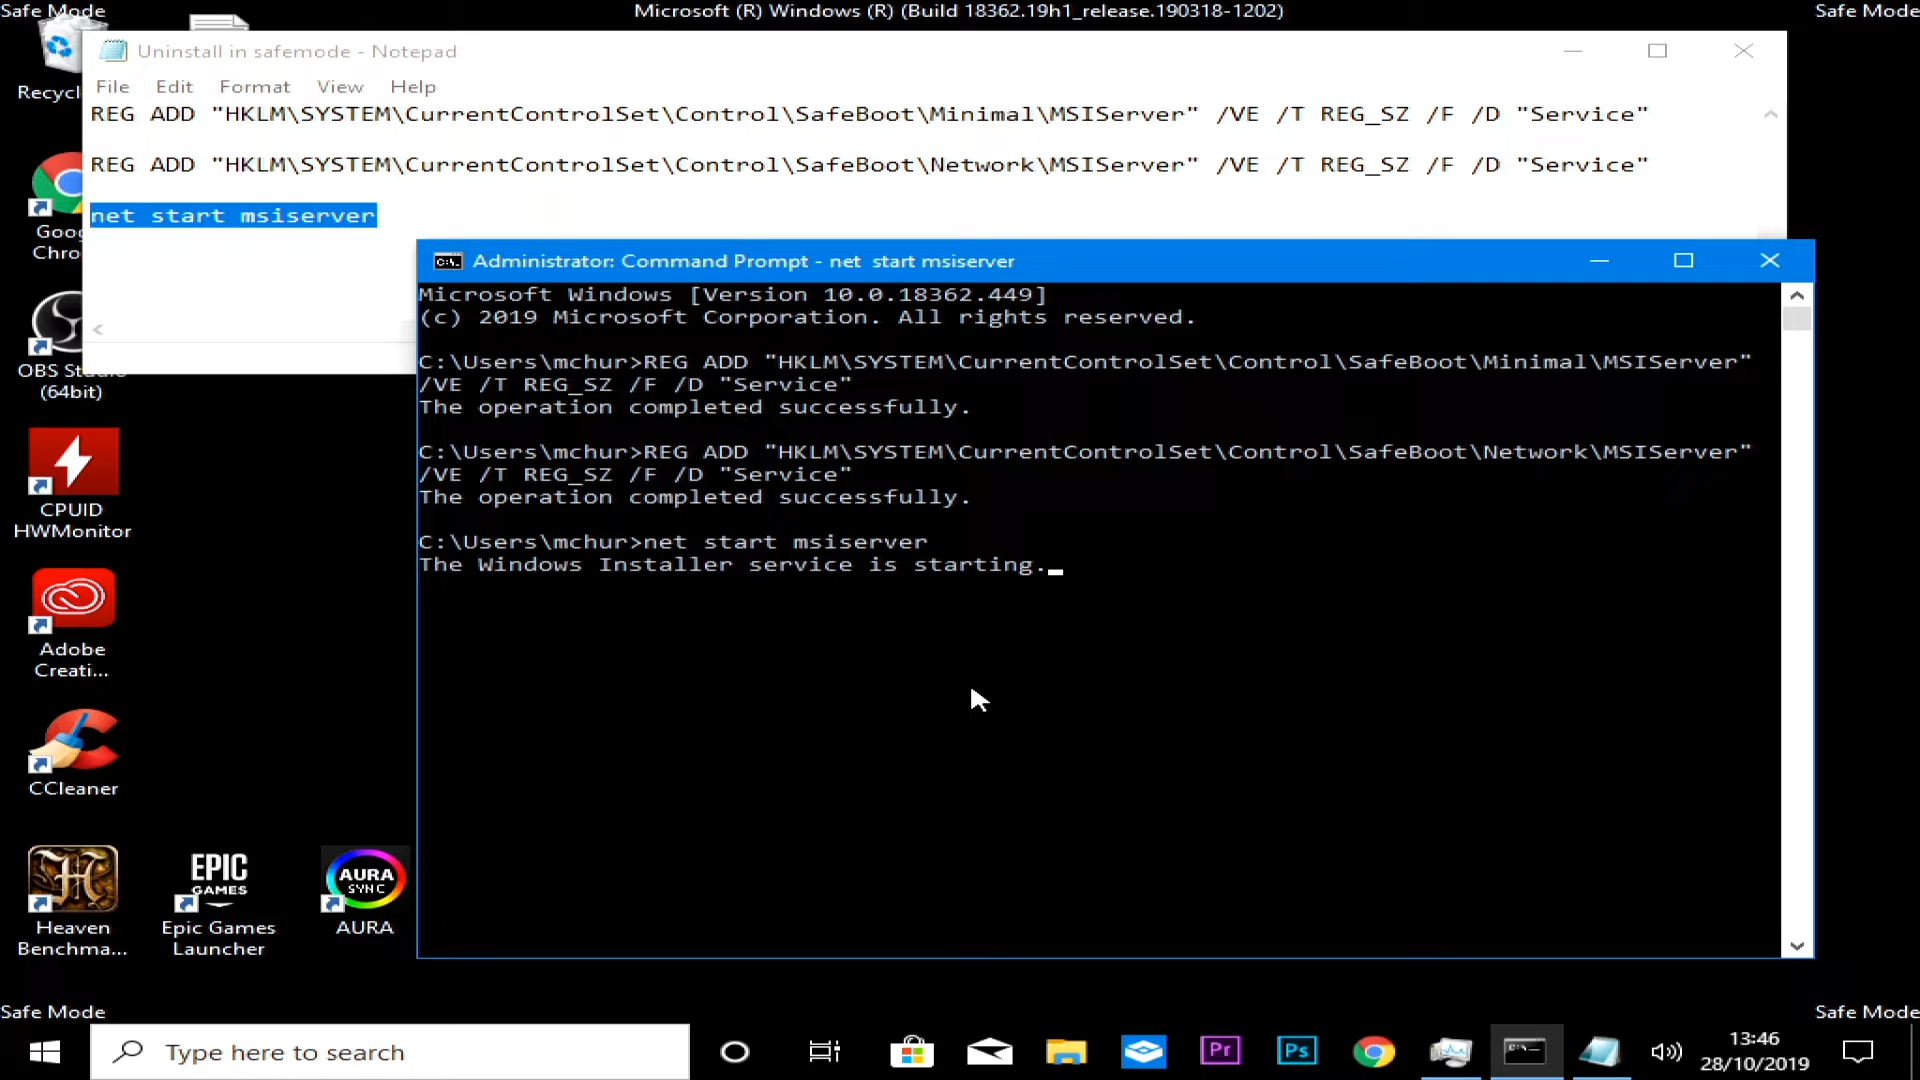 Safe Mode
Microsoft (R) Windows (R) (Build 18362.19h1_release.190318-1202)
Safe Mode
Uninstall in safemode - Notepad
File Edit Format View Help
REG ADD "HKLM\SYSTEM\CurrentControlSet\Control\SafeBoot\Minimal\MSIServer" /VE /T REG_SZ /F /D "Service"
REG ADD "HKLM\SYSTEM\CurrentControlSet\Control\SafeBoot\Network\MSIServer" /VE /T REG_SZ /F /D "Service"
net start msiserver
Recycl
Goog
Chro
OBS Studio
(64bit)
CPUID
HWMonitor
Adobe
Creati...
CCleaner
Heaven
Benchma...
EPIC
GAMES
Epic Games
Launcher
AURA
SYNC
AURA
Administrator: Command Prompt - net  start msiserver
Microsoft Windows [Version 10.0.18362.449]
(c) 2019 Microsoft Corporation. All rights reserved.
C:\Users\mchur>REG ADD "HKLM\SYSTEM\CurrentControlSet\Control\SafeBoot\Minimal\MSIServer"
/VE /T REG_SZ /F /D "Service"
The operation completed successfully.
C:\Users\mchur>REG ADD "HKLM\SYSTEM\CurrentControlSet\Control\SafeBoot\Network\MSIServer"
/VE /T REG_SZ /F /D "Service"
The operation completed successfully.
C:\Users\mchur>net start msiserver
The Windows Installer service is starting.
Safe Mode
Safe Mode
Type here to search
Pr
Ps
13:46
28/10/2019